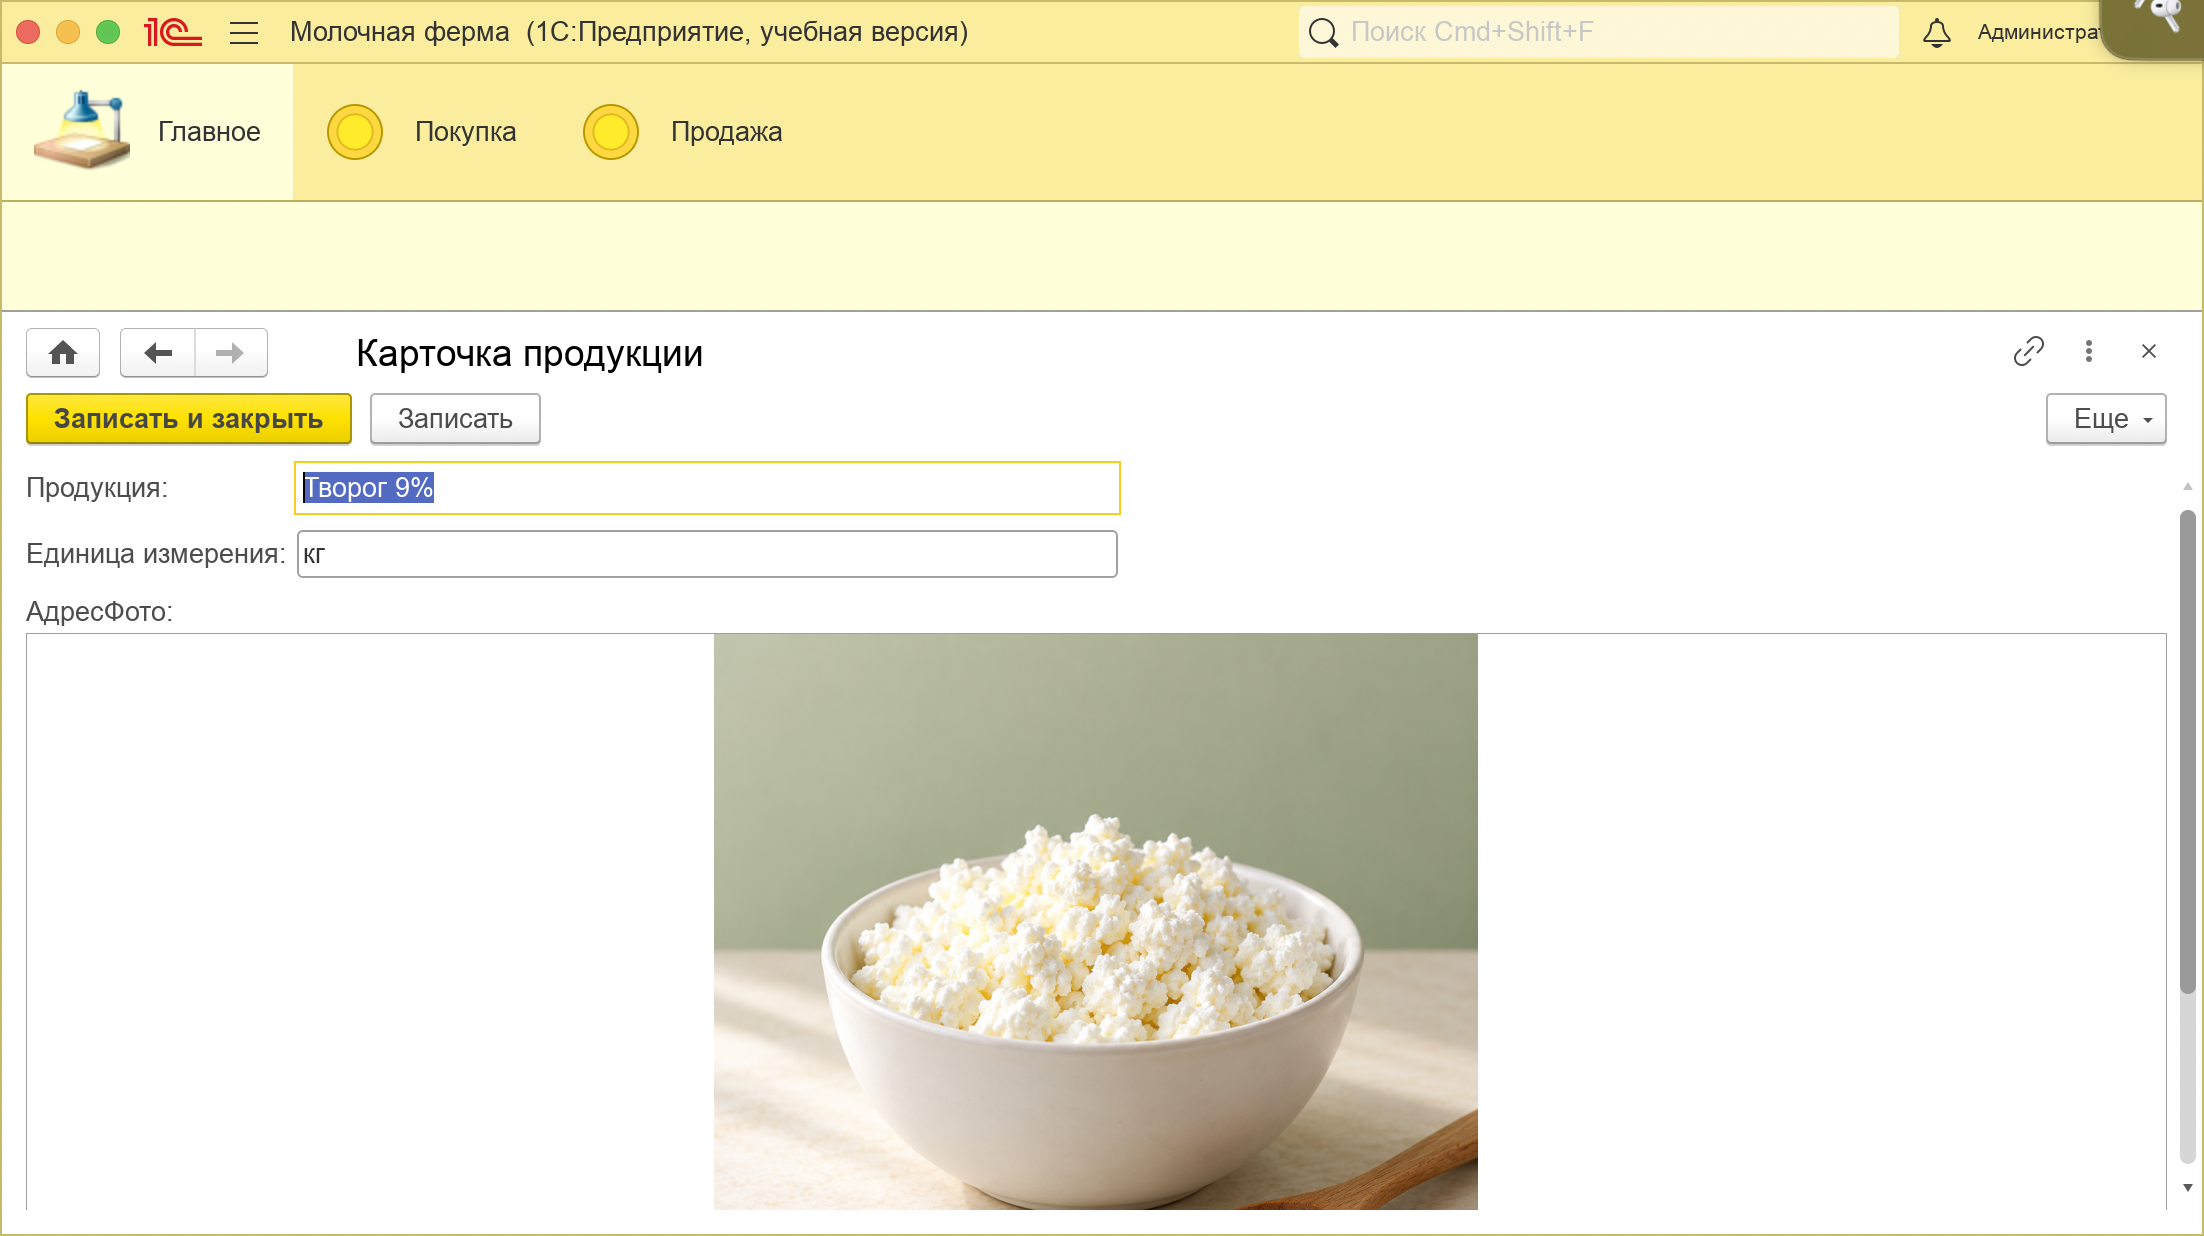 1С Молочная ферма (1С:Предприятие, учебная версия)
Поиск Cmd+Shift+F
Главное
Покупка
Продажа
Карточка продукции
Записать и закрыть
Записать
Еще
Продукция: Творог 9%
Единица измерения: кг
АдресФото: